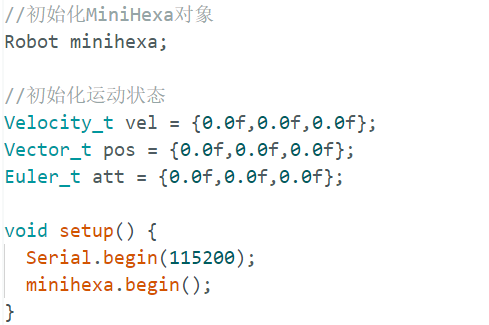 //初始化MiniHexa对象
Robot minihexa;
//初始化运动状态
Velocity_t vel = {0.0f,0.0f,0.0f};
Vector_t pos = {0.0f,0.0f,0.0f};
Euler_t att = {0.0f,0.0f,0.0f};
void setup() {
  Serial.begin(115200);
  minihexa.begin();
}